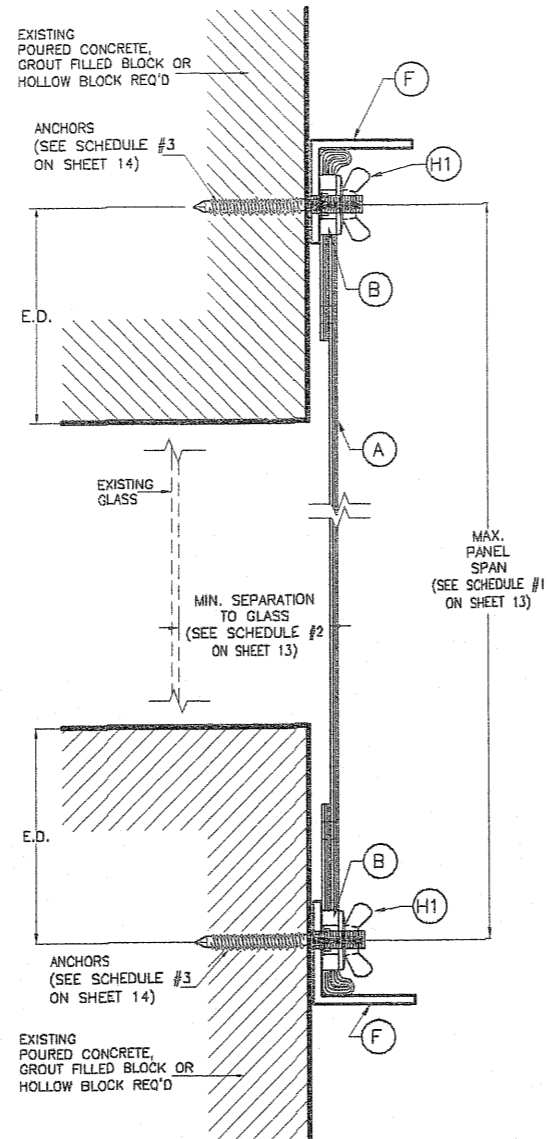 EXISTING
POURED CONCRETE,
GROUT FILLED BLOCK OR
HOLLOW BLOCK REQ'D
F
ANCHORS
(SEE SCHEDULE #3
ON SHEET 14)
H1
B
E.D.
A
EXISTING
GLASS
MAX.
PANEL
SPAN
(SEE SCHEDULE #1
ON SHEET 13)
MIN. SEPARATION
TO GLASS
(SEE SCHEDULE #2
ON SHEET 13)
E.D.
B
H1
ANCHORS
(SEE SCHEDULE #3
ON SHEET 14)
F
EXISTING
POURED CONCRETE,
GROUT FILLED BLOCK OR
HOLLOW BLOCK REQ'D